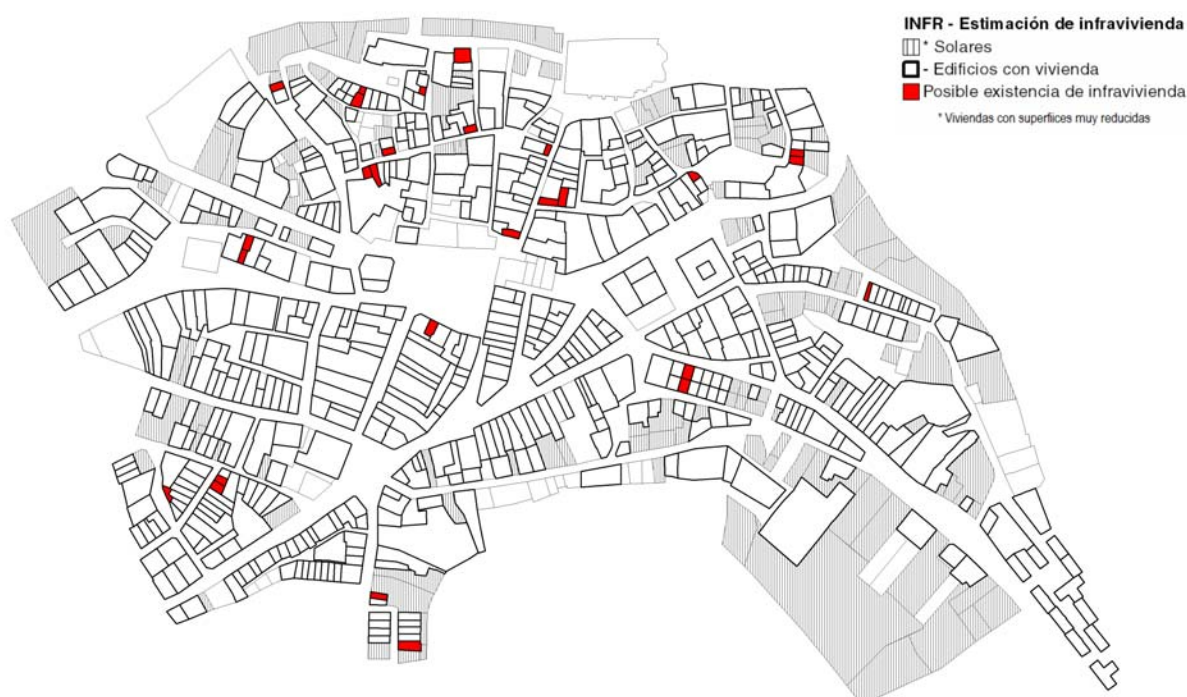 INFR - Estimación de infravivienda
* Solares
- Edificios con vivienda
Posible existencia de infravivienda
* Viviendas con superfiices muy reducidas